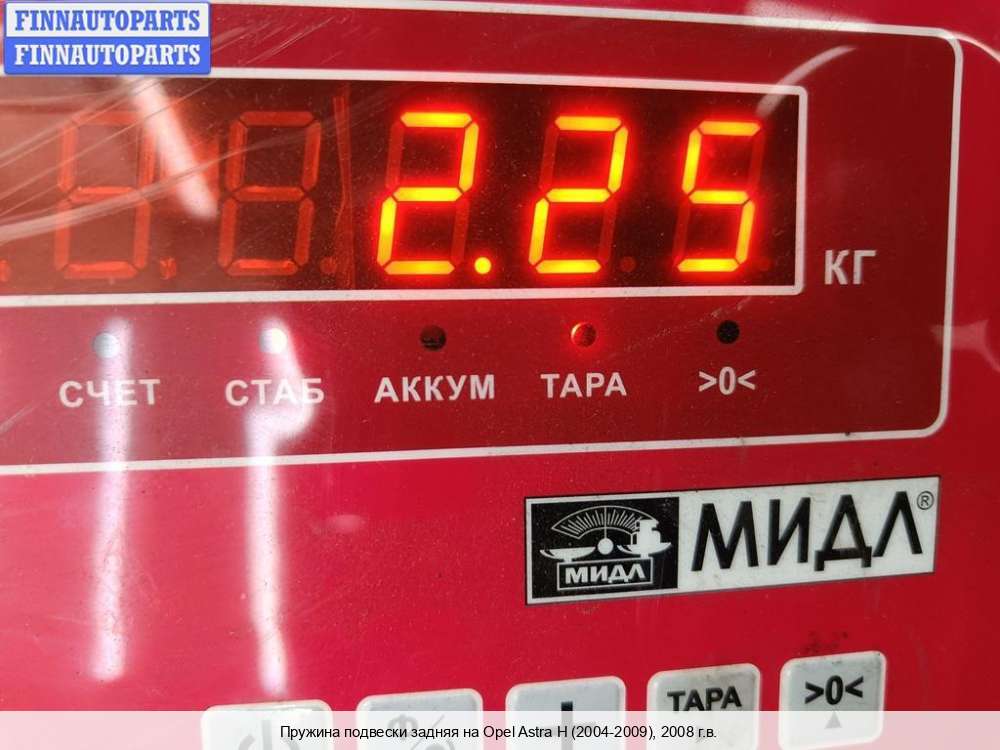 FINNAUTOPARTS
FINNAUTOPARTS
2.25
КГ
СЧЕТ СТАБ АККУМ ТАРА >0<
МИДЛ МИДЛ®
ТАРА >0<
Пружина подвески задняя на Opel Astra H (2004-2009), 2008 г.в.